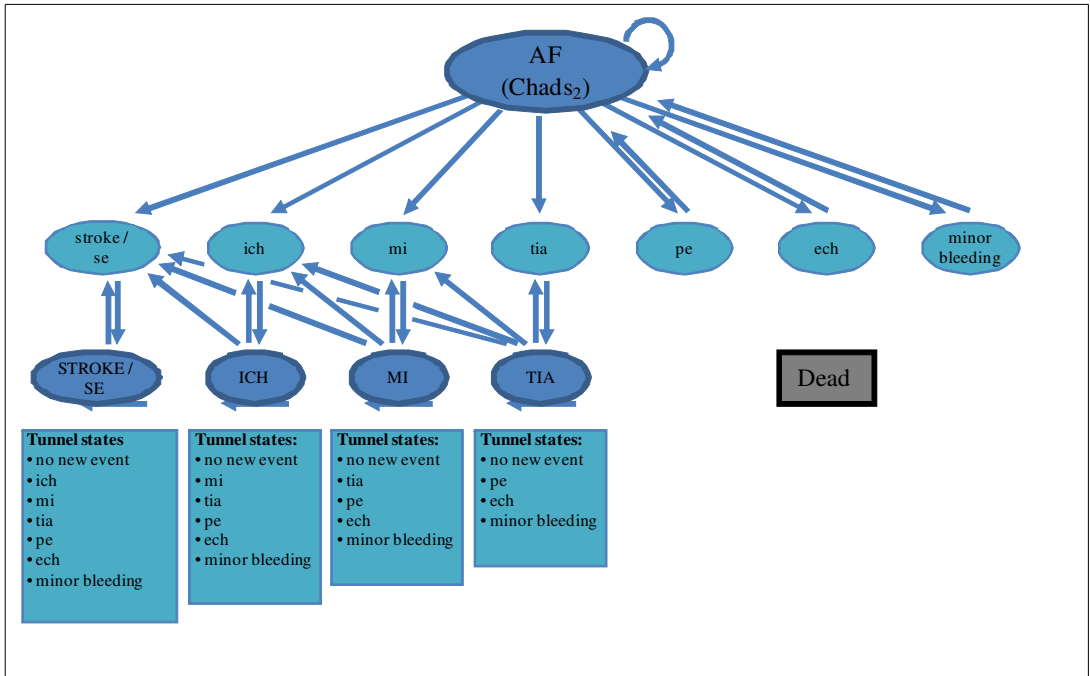 AF
(Chads₂)
stroke /
se
ich
mi
tia
pe
ech
minor
bleeding
STROKE /
SE
ICH
MI
TIA
Dead
Tunnel states
• no new event
• ich
• mi
• tia
• pe
• ech
• minor bleeding
Tunnel states:
• no new event
• mi
• tia
• pe
• ech
• minor bleeding
Tunnel states:
• no new event
• tia
• pe
• ech
• minor bleeding
Tunnel states:
• no new event
• pe
• ech
• minor bleeding